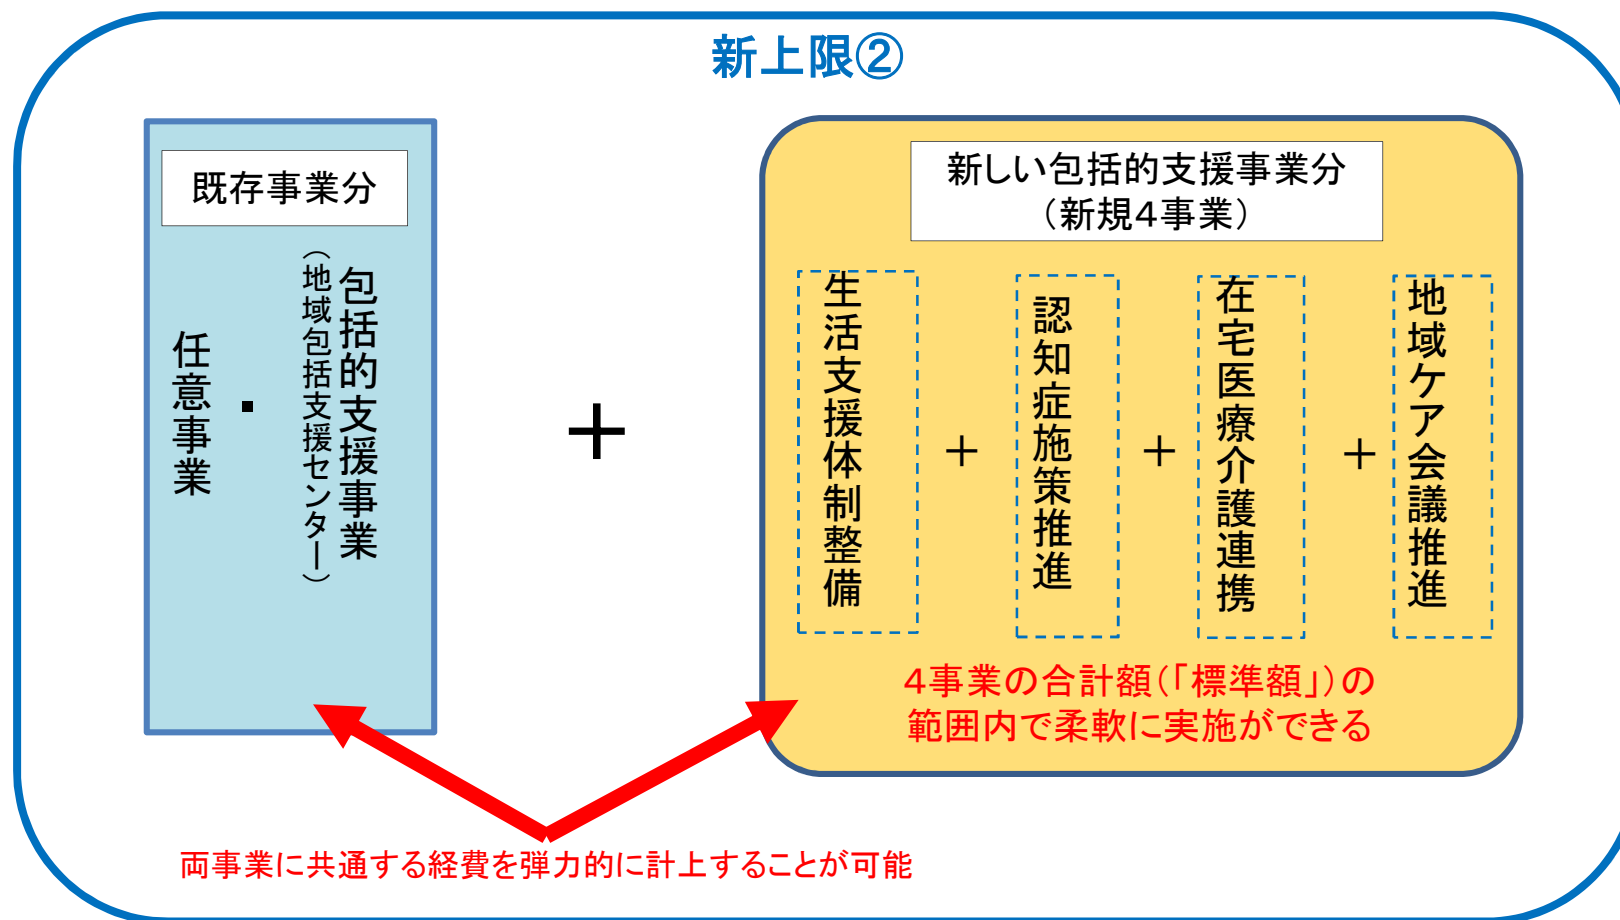 新上限②
既存事業分
包括的支援事業
（地域包括支援センター）
・
任意事業
＋
新しい包括的支援事業分
（新規４事業）
生活支援体制整備
＋
認知症施策推進
＋
在宅医療介護連携
＋
地域ケア会議推進
４事業の合計額（「標準額」）の
範囲内で柔軟に実施ができる
両事業に共通する経費を弾力的に計上することが可能